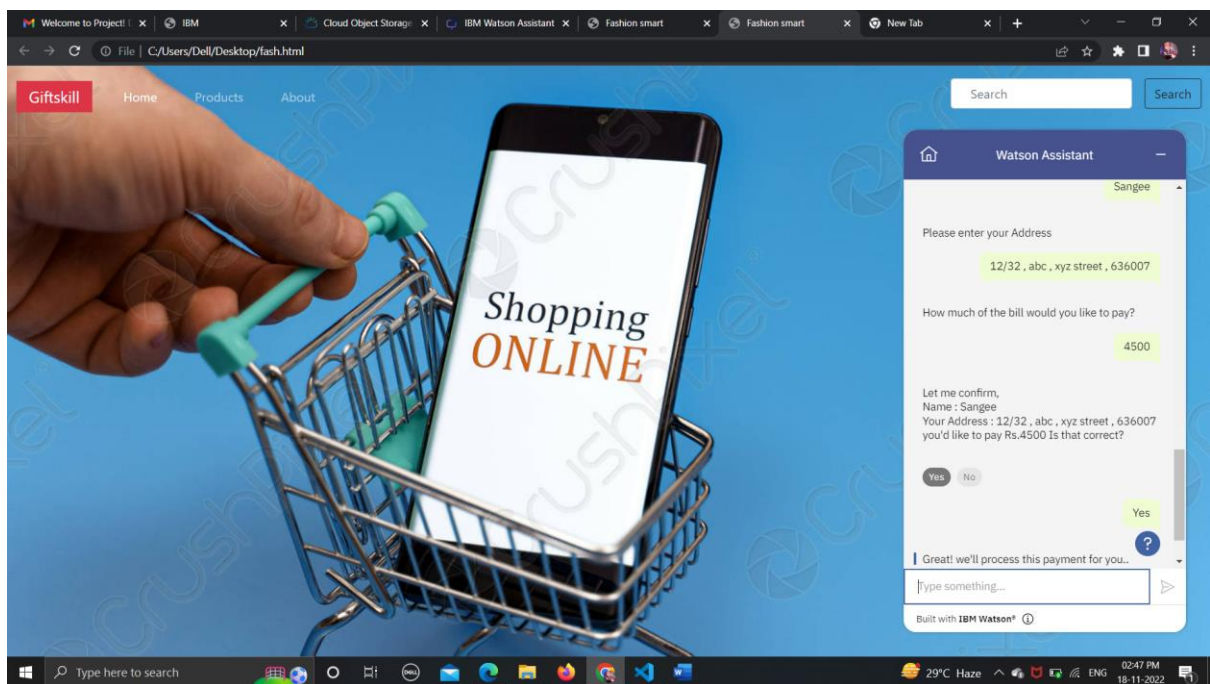 Welcome to Project! (
IBM
Cloud Object Storage
IBM Watson Assistant
Fashion smart
Fashion smart
New Tab
File | C:/Users/Dell/Desktop/fash.html
Giftskill
Home
Products
About
Search
Search
Shopping
ONLINE
Watson Assistant
Sangee
Please enter your Address
12/32 , abc , xyz street , 636007
How much of the bill would you like to pay?
4500
Let me confirm,
Name : Sangee
Your Address : 12/32 , abc , xyz street , 636007
you'd like to pay Rs.4500 Is that correct?
Yes
No
Yes
?
Great! we'll process this payment for you..
Type something...
Built with IBM Watson®
crushpixel
Type here to search
DELL
29°C Haze
ENG
02:47 PM
18-11-2022